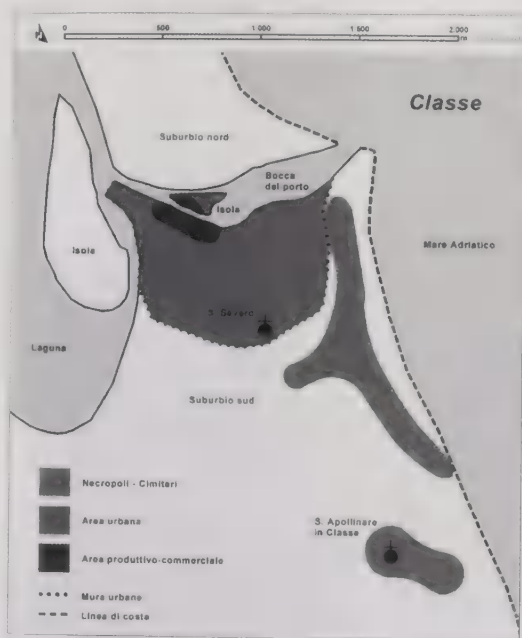 0 500 1.000 1.500 2.000
m
Classe
Suburbio nord
Bocca
del porto
Isole
Isole
Mare Adriatico
S. Severo
Laguna
Suburbio sud
Necropoli - Cimiteri
Area urbana
Area produttivo-commerciale
Mura urbane
Linea di costa
S. Apollinare
in Classe